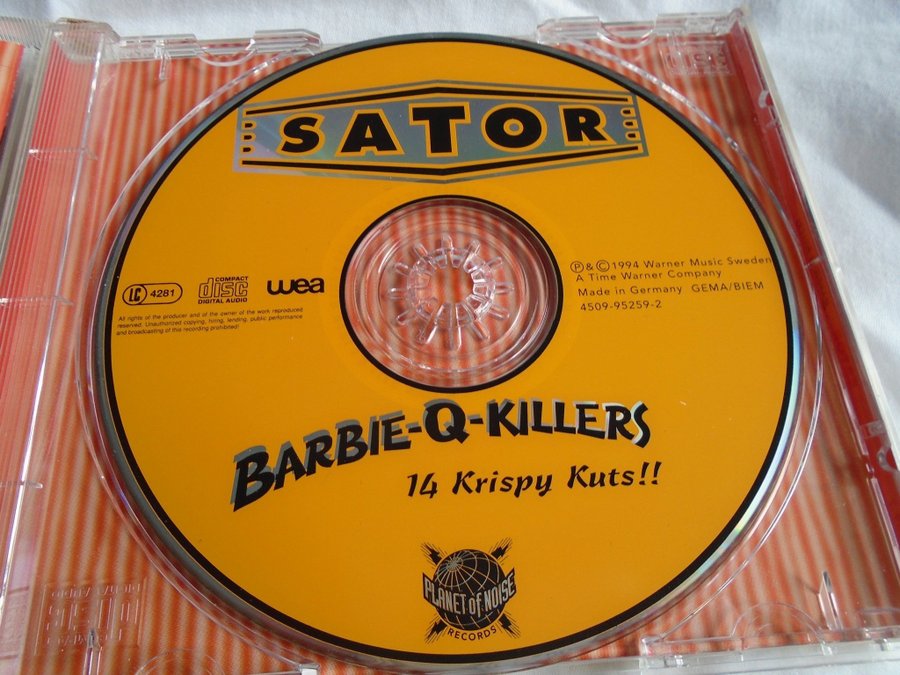 SATOR
LC 4281
COMPACT
disc
DIGITAL AUDIO
wea
All rights of the producer and of the owner of the work reproduced
reserved. Unauthorized copying, hiring, lending, public performance
and broadcasting of this recording prohibited!
℗&©1994 Warner Music Sweden
A Time Warner Company
Made in Germany GEMA/BIEM
4509-95259-2
BARBIE-Q-KILLERS
14 Krispy Kuts!!
PLANET of NOISE
RECORDS